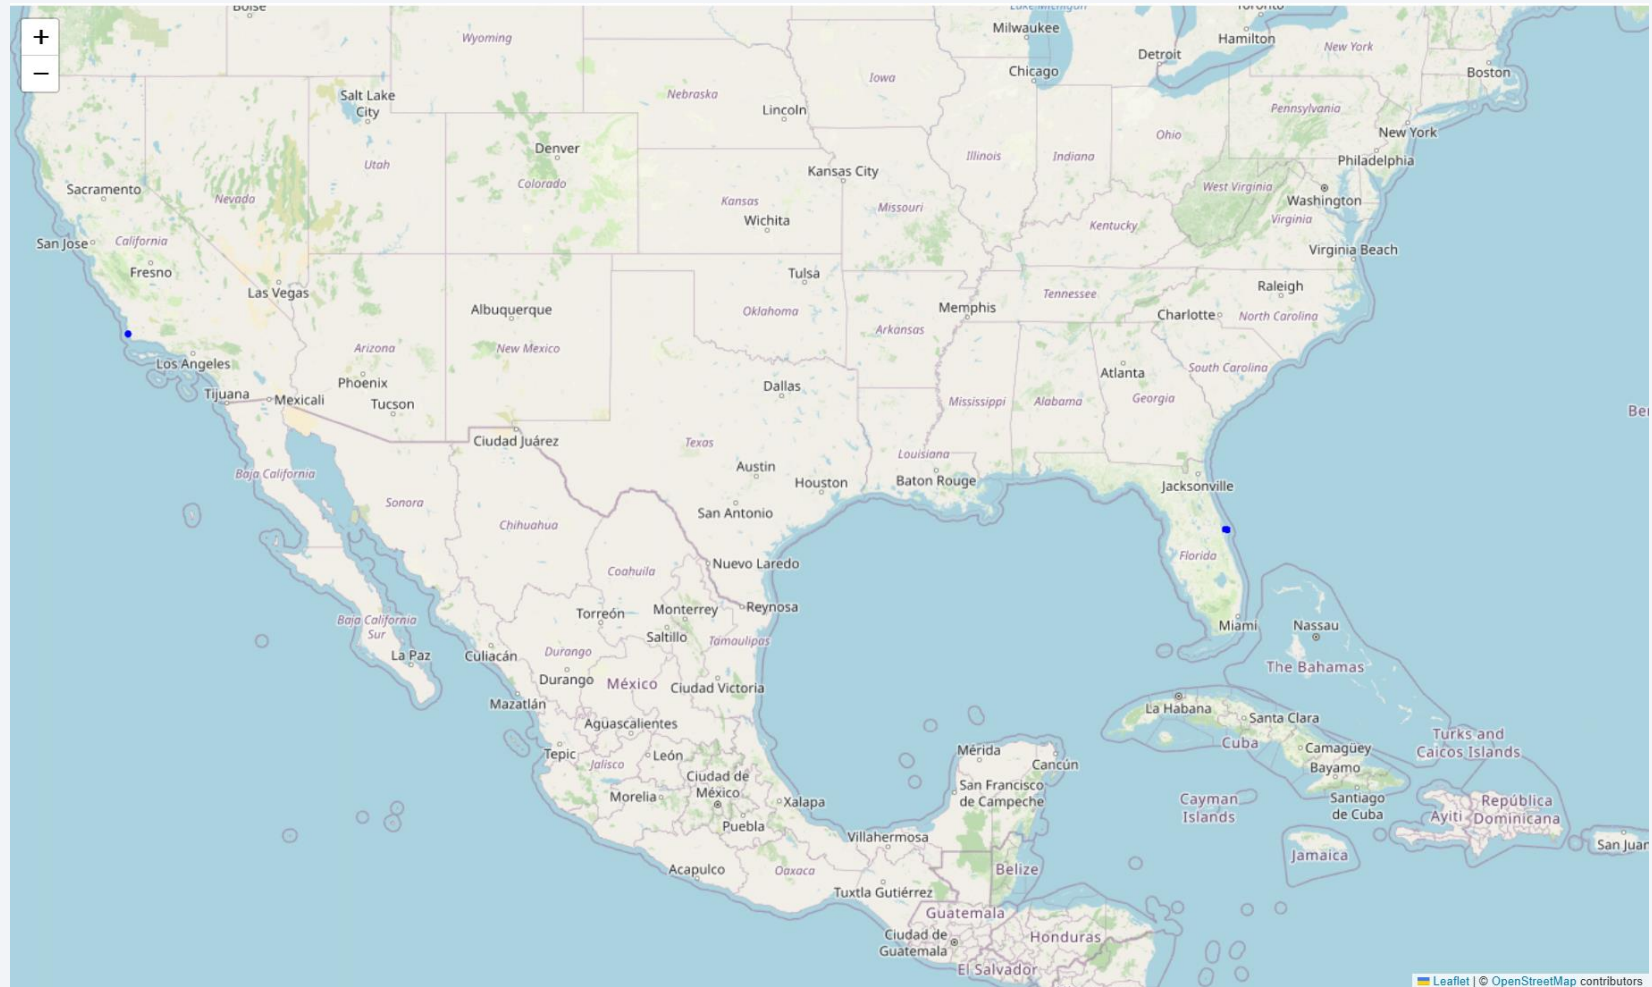 Boise
Lake Michigan
Toronto
+
−
Wyoming
Milwaukee
Hamilton
New York
Detroit
Iowa
Chicago
Boston
Salt Lake
City
Nebraska
Lincoln
Pennsylvania
New York
Ohio
Utah
Denver
Colorado
Kansas City
Illinois
Indiana
Philadelphia
Sacramento
Nevada
Kansas
Wichita
Missouri
West Virginia
Washington
Virginia
Kentucky
San Jose
California
Virginia Beach
Fresno
Las Vegas
Tulsa
Tennessee
Raleigh
Albuquerque
Oklahoma
Memphis
Charlotte
North Carolina
Arkansas
Arizona
New Mexico
Los Angeles
Phoenix
Dallas
Atlanta
South Carolina
Tijuana
Mexicali
Tucson
Mississippi
Alabama
Georgia
Ber
Ciudad Juárez
Texas
Louisiana
Baja California
Austin
Houston
Baton Rouge
Jacksonville
Sonora
Chihuahua
San Antonio
Florida
Coahuila
Nuevo Laredo
Torreón
Monterrey
Reynosa
Baja California
Sur
Saltillo
Tamaulipas
Miami
Nassau
La Paz
Culiacán
Durango
The Bahamas
Durango
México
Ciudad Victoria
Mazatlán
La Habana
Santa Clara
Aguascalientes
Cuba
Camagüey
Turks and
Caicos Islands
Tepic
Jalisco
León
Mérida
Cancún
Bayamo
Ciudad de
México
San Francisco
de Campeche
Morelia
Xalapa
Cayman
Islands
Santiago
de Cuba
Ayiti
República
Dominicana
Puebla
Villahermosa
San Juan
Jamaica
Acapulco
Oaxaca
Belize
Tuxtla Gutiérrez
Guatemala
Ciudad de
Guatemala
Honduras
El Salvador
Leaflet | © OpenStreetMap contributors